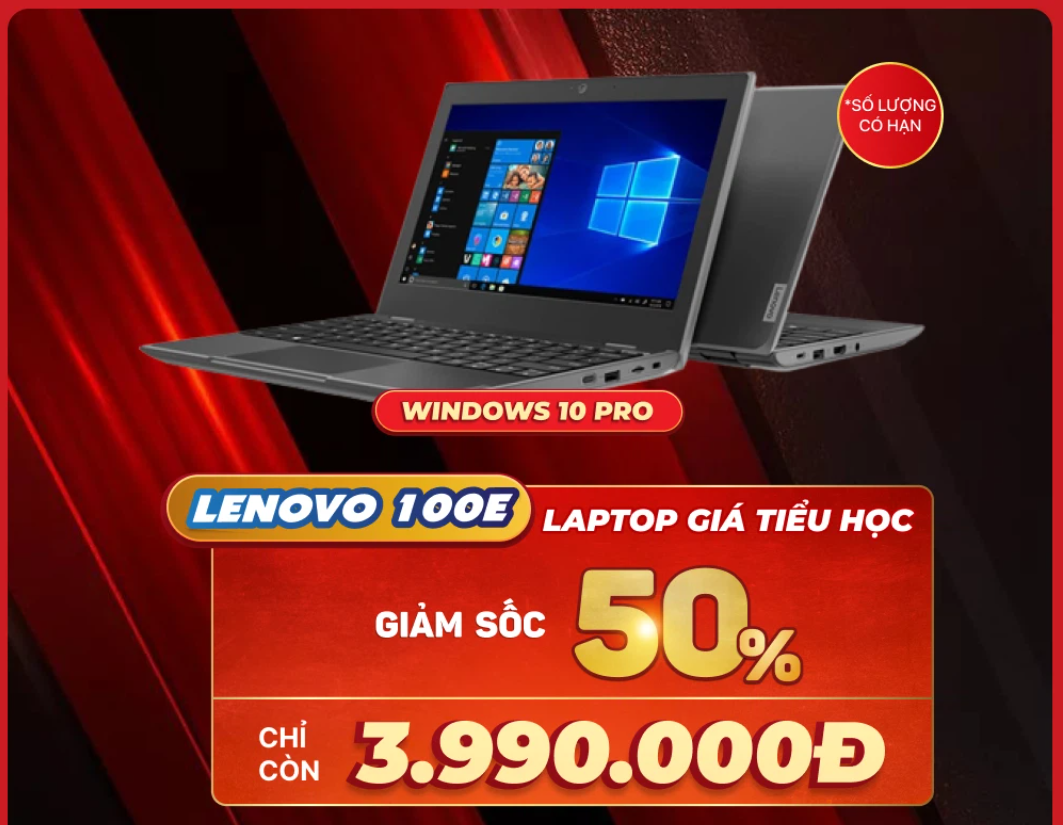 *SỐ LƯỢNG
CÓ HẠN
Lenovo
WINDOWS 10 PRO
LENOVO 100E
LAPTOP GIÁ TIỂU HỌC
GIẢM SỐC 50%
CHỈ
CÒN
3.990.000Đ